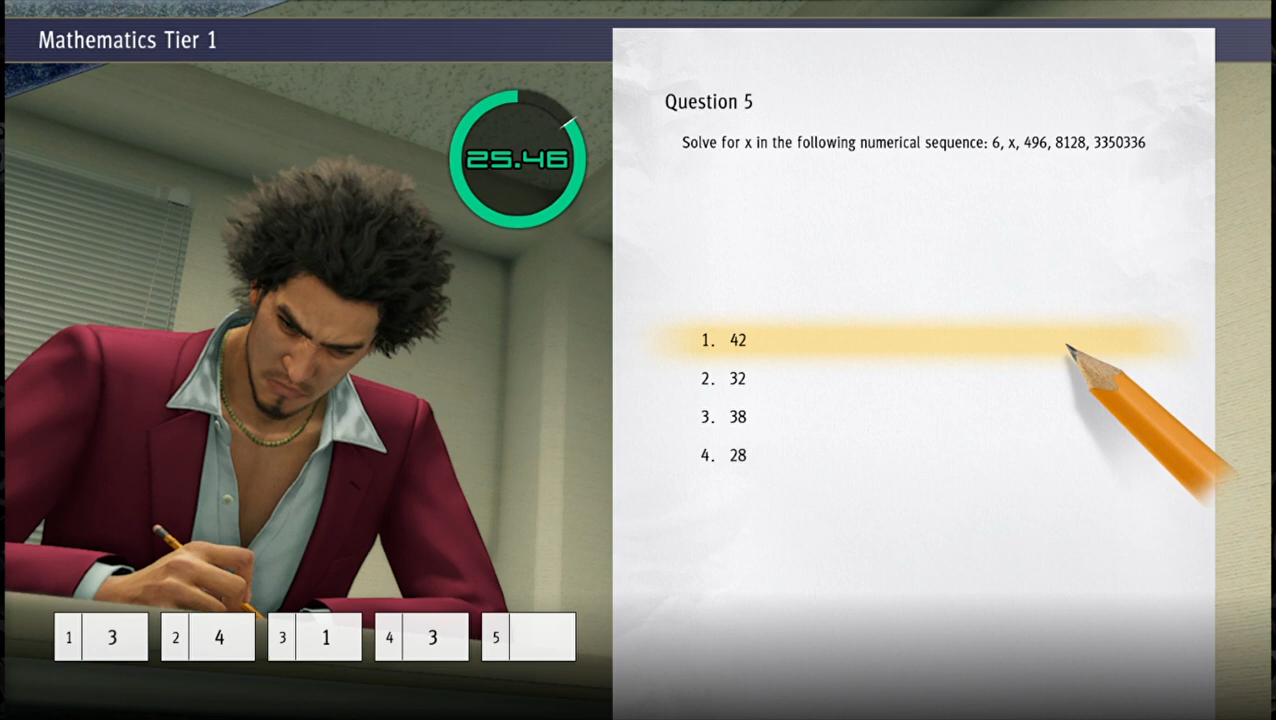 Mathematics Tier 1
25.46
Question 5
Solve for x in the following numerical sequence: 6, x, 496, 8128, 3350336
1. 42
2. 32
3. 38
4. 28
1 3 2 4 3 1 4 3 5